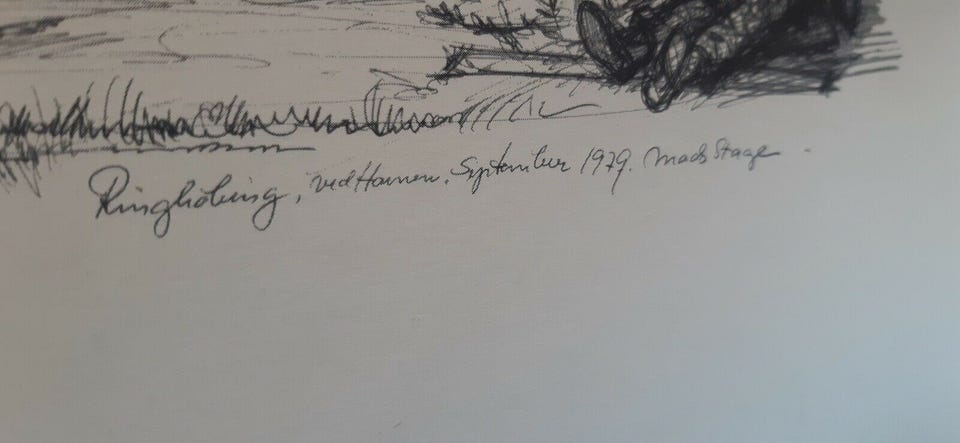 Ringkøbing, ved Havnen, September 1979. Mads Stage